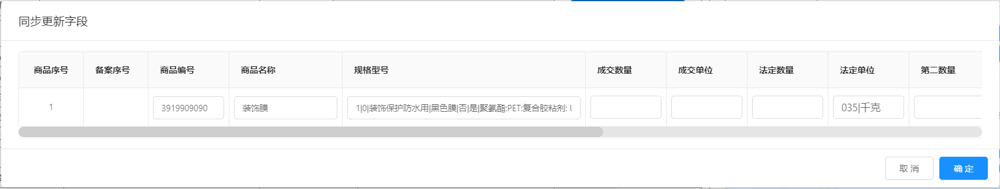 同步更新字段
商品序号 备案序号 商品编号 商品名称 规格型号 成交数量 成交单位 法定数量 法定单位 第二数量
1 3919909090 装饰膜 1|0|装饰保护防水用|黑色膜|否|是|聚氨酯:PET:复合胶粘剂: 035|千克
取 消 确 定